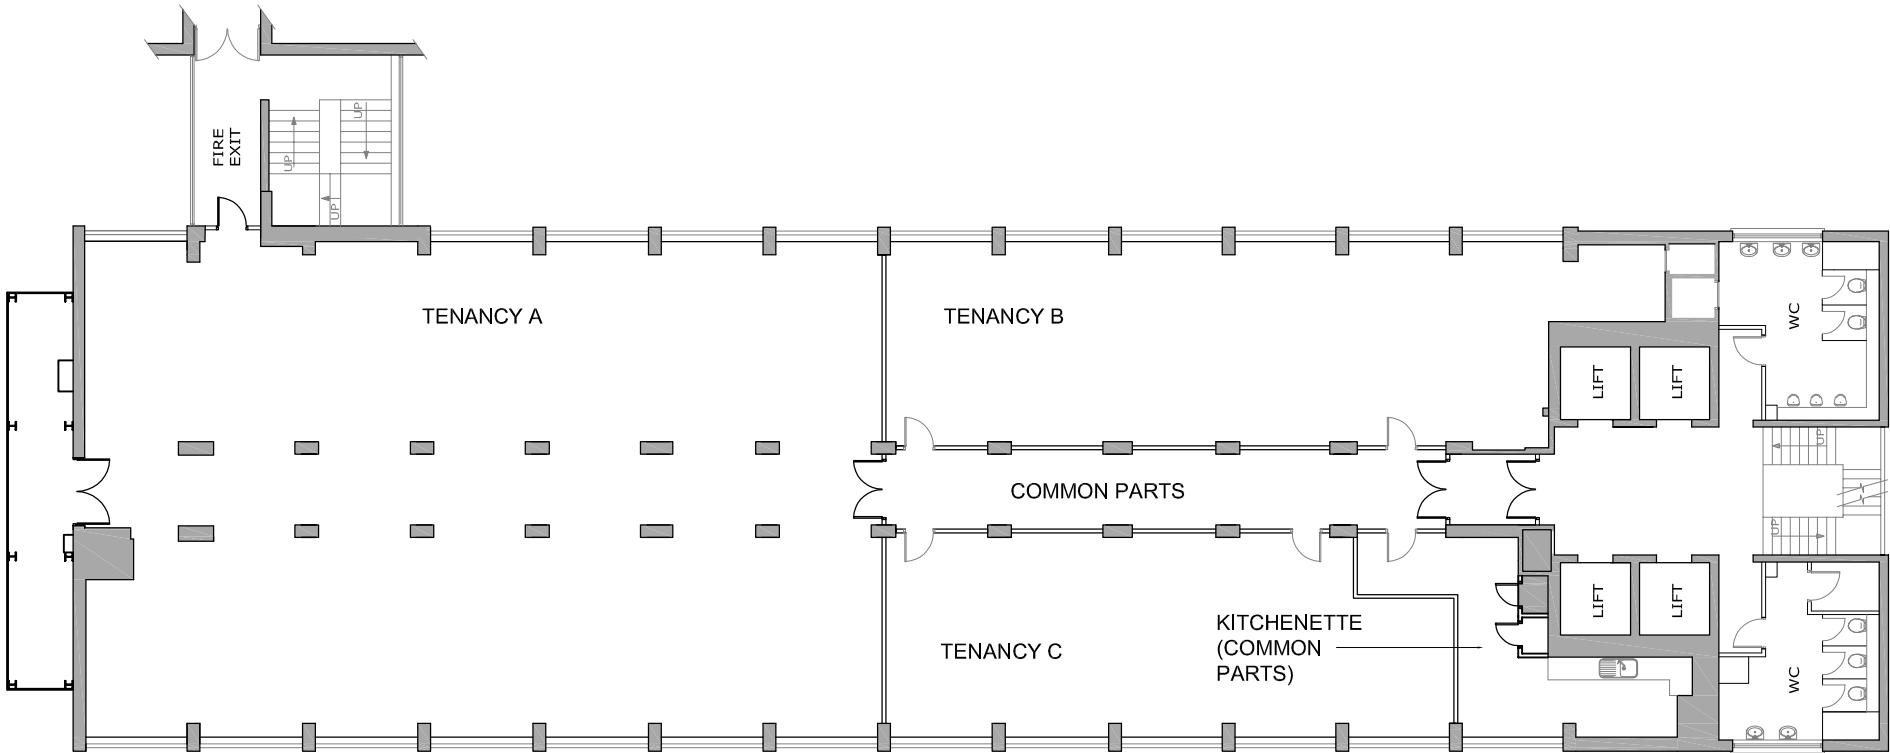 FIRE
EXIT
UP
UP
UP
TENANCY A
TENANCY B
WC
LIFT
LIFT
UP
COMMON PARTS
UP
LIFT
LIFT
KITCHENETTE
(COMMON
PARTS)
TENANCY C
WC